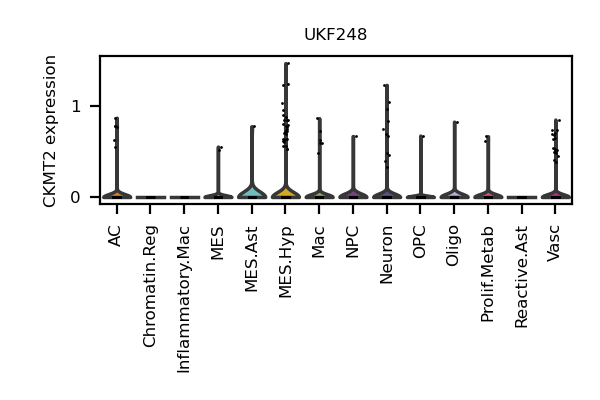 UKF248
CKMT2 expression
1
0
AC
Chromatin.Reg
Inflammatory.Mac
MES
MES.Ast
MES.Hyp
Mac
NPC
Neuron
OPC
Oligo
Prolif.Metab
Reactive.Ast
Vasc